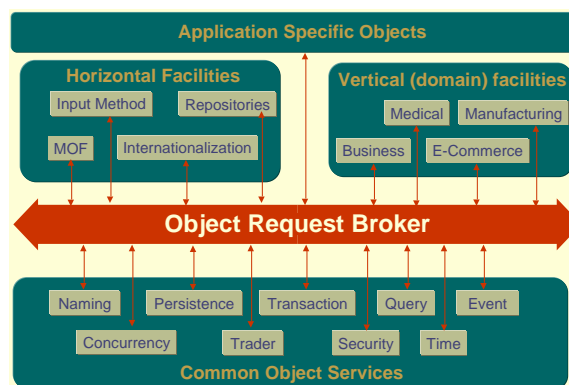 Application Specific Objects
Horizontal Facilities
Vertical (domain) facilities
Input Method
Repositories
Medical
Manufacturing
MOF
Internationalization
Business
E-Commerce
Object Request Broker
Naming
Persistence
Transaction
Query
Event
Concurrency
Trader
Security
Time
Common Object Services